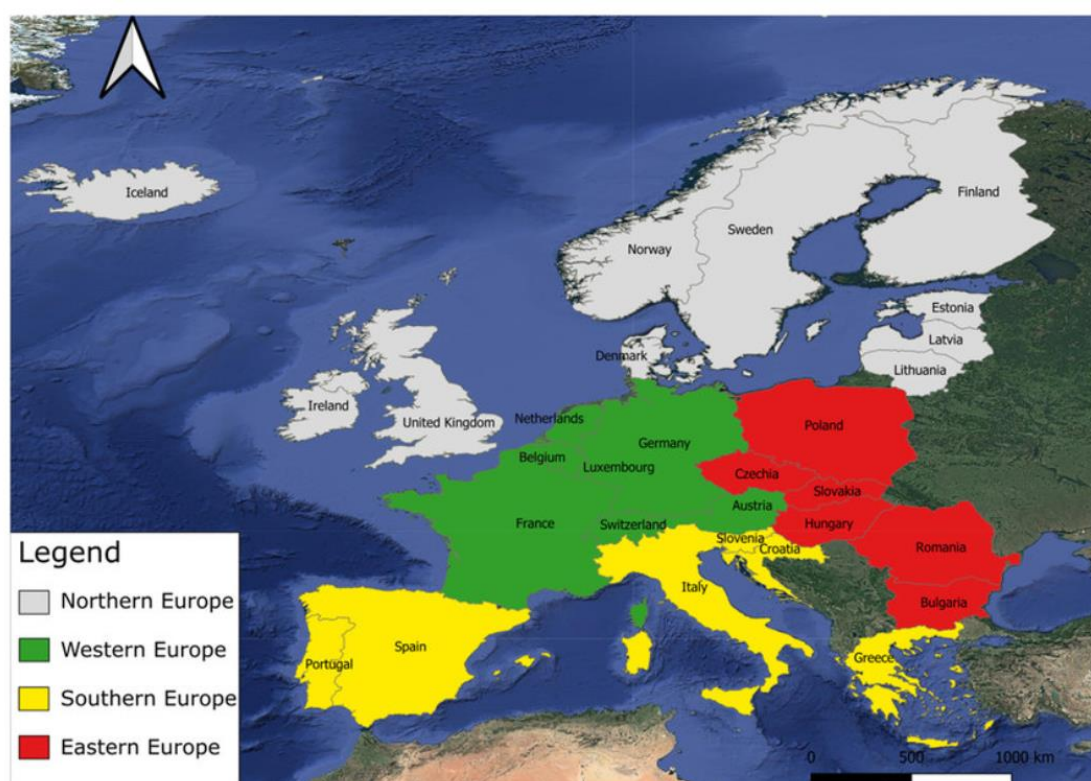 Iceland
Finland
Sweden
Norway
Estonia
Latvia
Denmark
Lithuania
Ireland
United Kingdom
Netherlands
Poland
Germany
Belgium
Luxembourg
Czechia
Slovakia
Austria
France
Switzerland
Hungary
Slovenia
Croatia
Romania
Italy
Bulgaria
Spain
Portugal
Greece
Legend
Northern Europe
Western Europe
Southern Europe
Eastern Europe
0 500 1000 km